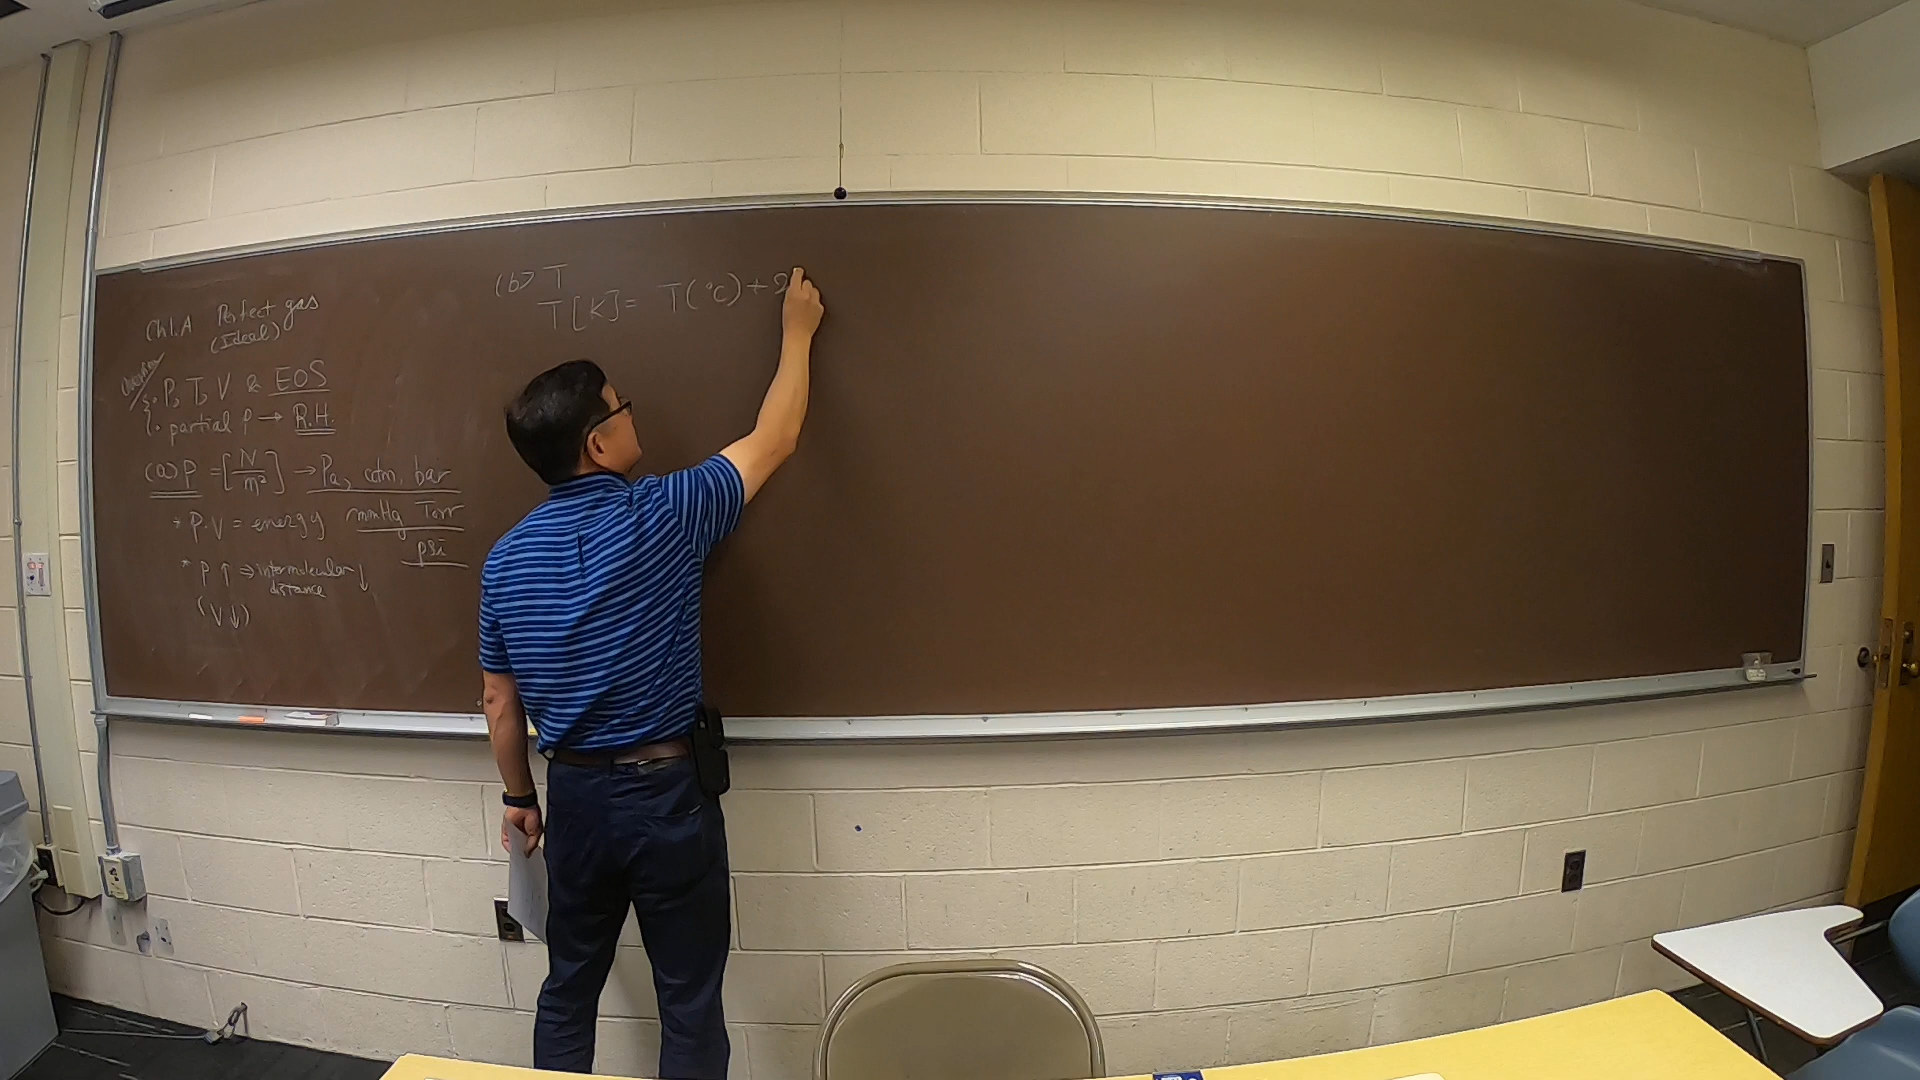 Ch1.A Perfect gas
(Ideal)
Overview
• P, T, V & EOS
• partial p → R.H.
(a) P = [N/m²] → Pa, atm, bar
mmHg Torr
psi
* P.V = energy
* P ↑ ⇒ intermolecular distance ↓
(V↓)
(b) T
T[K] = T(°C) + 2